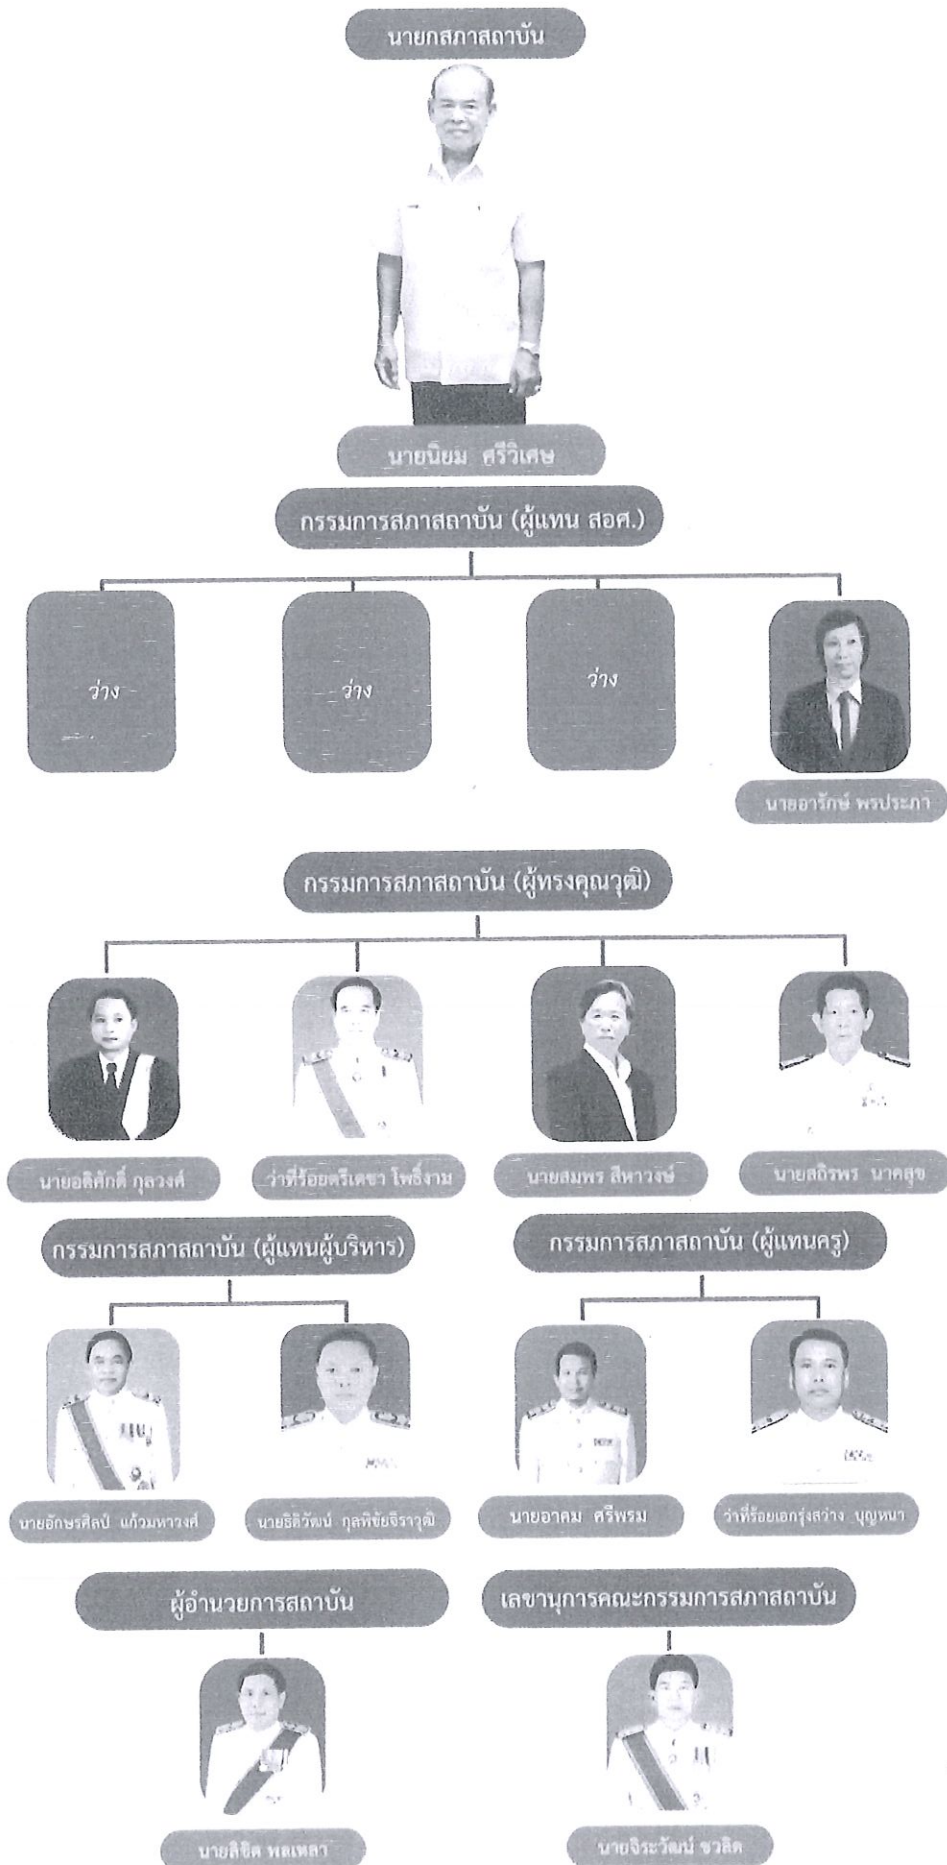 นายกสภาสถาบัน
นายนิยม ศรีวิเศษ
กรรมการสภาสถาบัน (ผู้แทน สอศ.)
ว่าง
ว่าง
ว่าง
นายอารักษ์ พรประภา
กรรมการสภาสถาบัน (ผู้ทรงคุณวุฒิ)
นายอดิศักดิ์ กุลวงศ์
ว่าที่ร้อยตรีเดชา โพธิ์งาม
นายสมพร สีหาวงษ์
นายสถิรพร นาคสุข
กรรมการสภาสถาบัน (ผู้แทนผู้บริหาร)
กรรมการสภาสถาบัน (ผู้แทนครู)
นายอักษรศิลป์ แก้วมหาวงศ์
นายธิติวัฒน์ กุลพิชัยจิราวุฒิ
นายอาคม ศรีพรม
ว่าที่ร้อยเอกรุ่งสว่าง บุญหนา
ผู้อำนวยการสถาบัน
เลขานุการคณะกรรมการสภาสถาบัน
นายลิขิต พลเหลา
นายจิระวัฒน์ ชวลิต